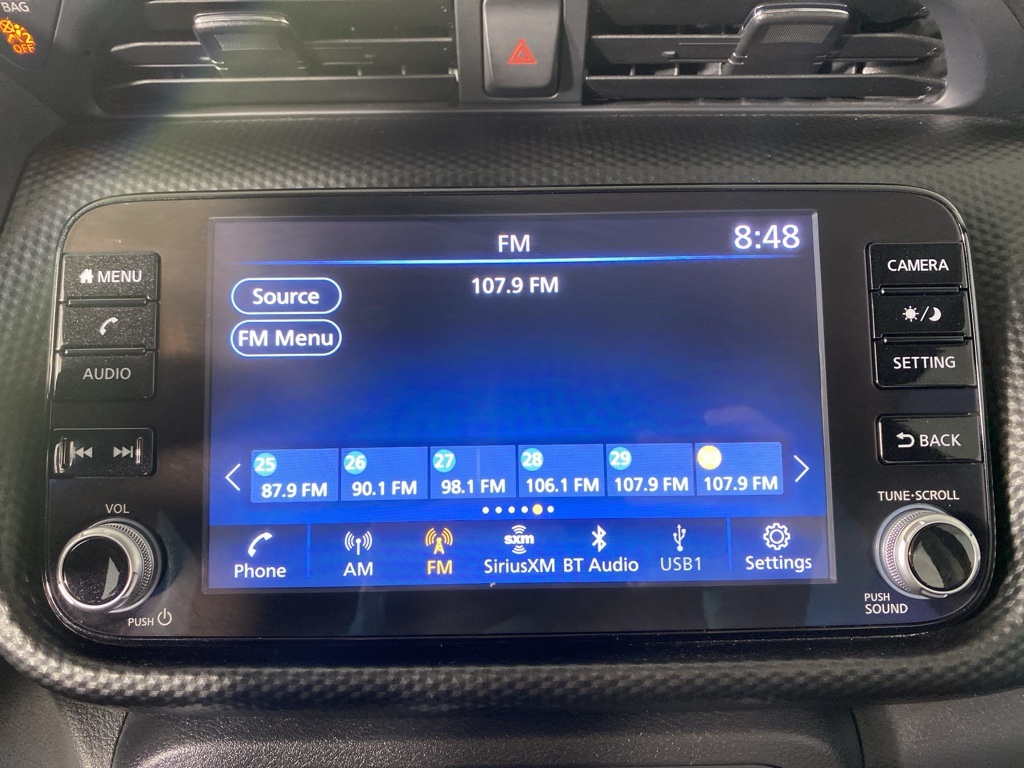 BAG
2
OFF
FM
8:48
MENU
AUDIO
VOL
PUSH
Source
FM Menu
107.9 FM
25
87.9 FM
26
90.1 FM
27
98.1 FM
28
106.1 FM
29
107.9 FM
107.9 FM
Phone
AM
FM
sxm
SiriusXM
BT Audio
USB1
Settings
CAMERA
SETTING
BACK
TUNE·SCROLL
PUSH
SOUND